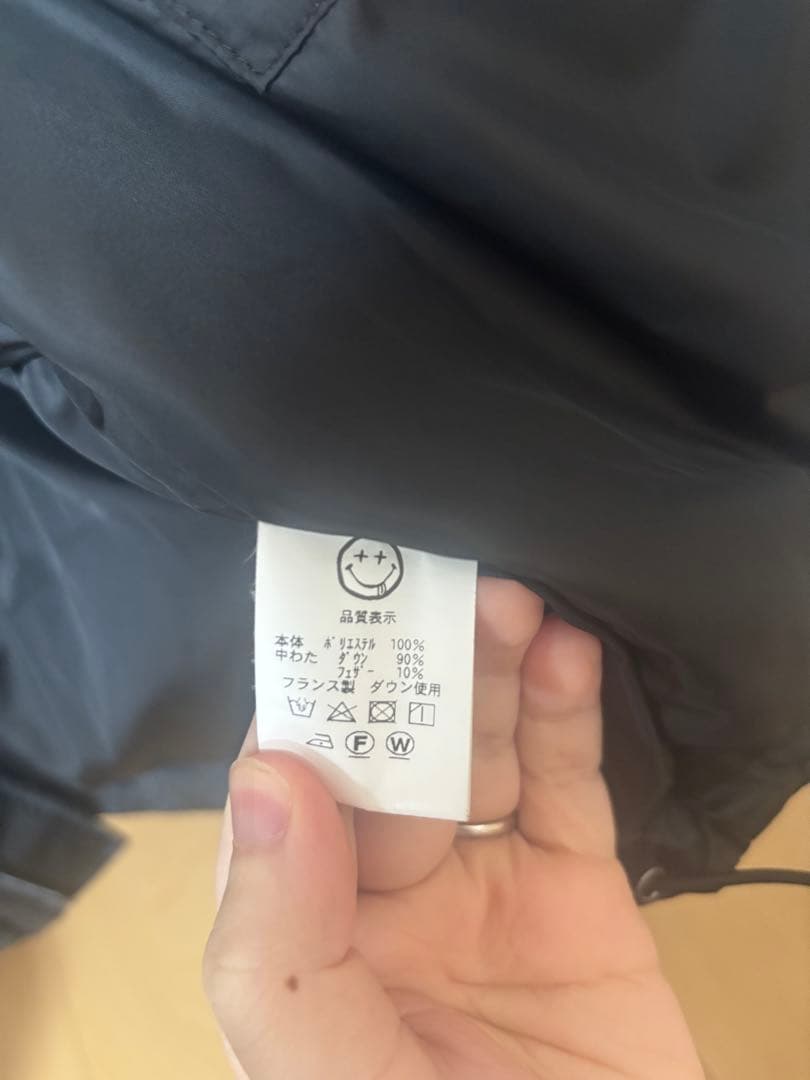 品質表示
本体 ﾎﾟﾘｴｽﾃﾙ 100%
中わた ﾀﾞｳﾝ 90%
ﾌｪｻﾞｰ 10%
フランス製 ダウン使用
F W